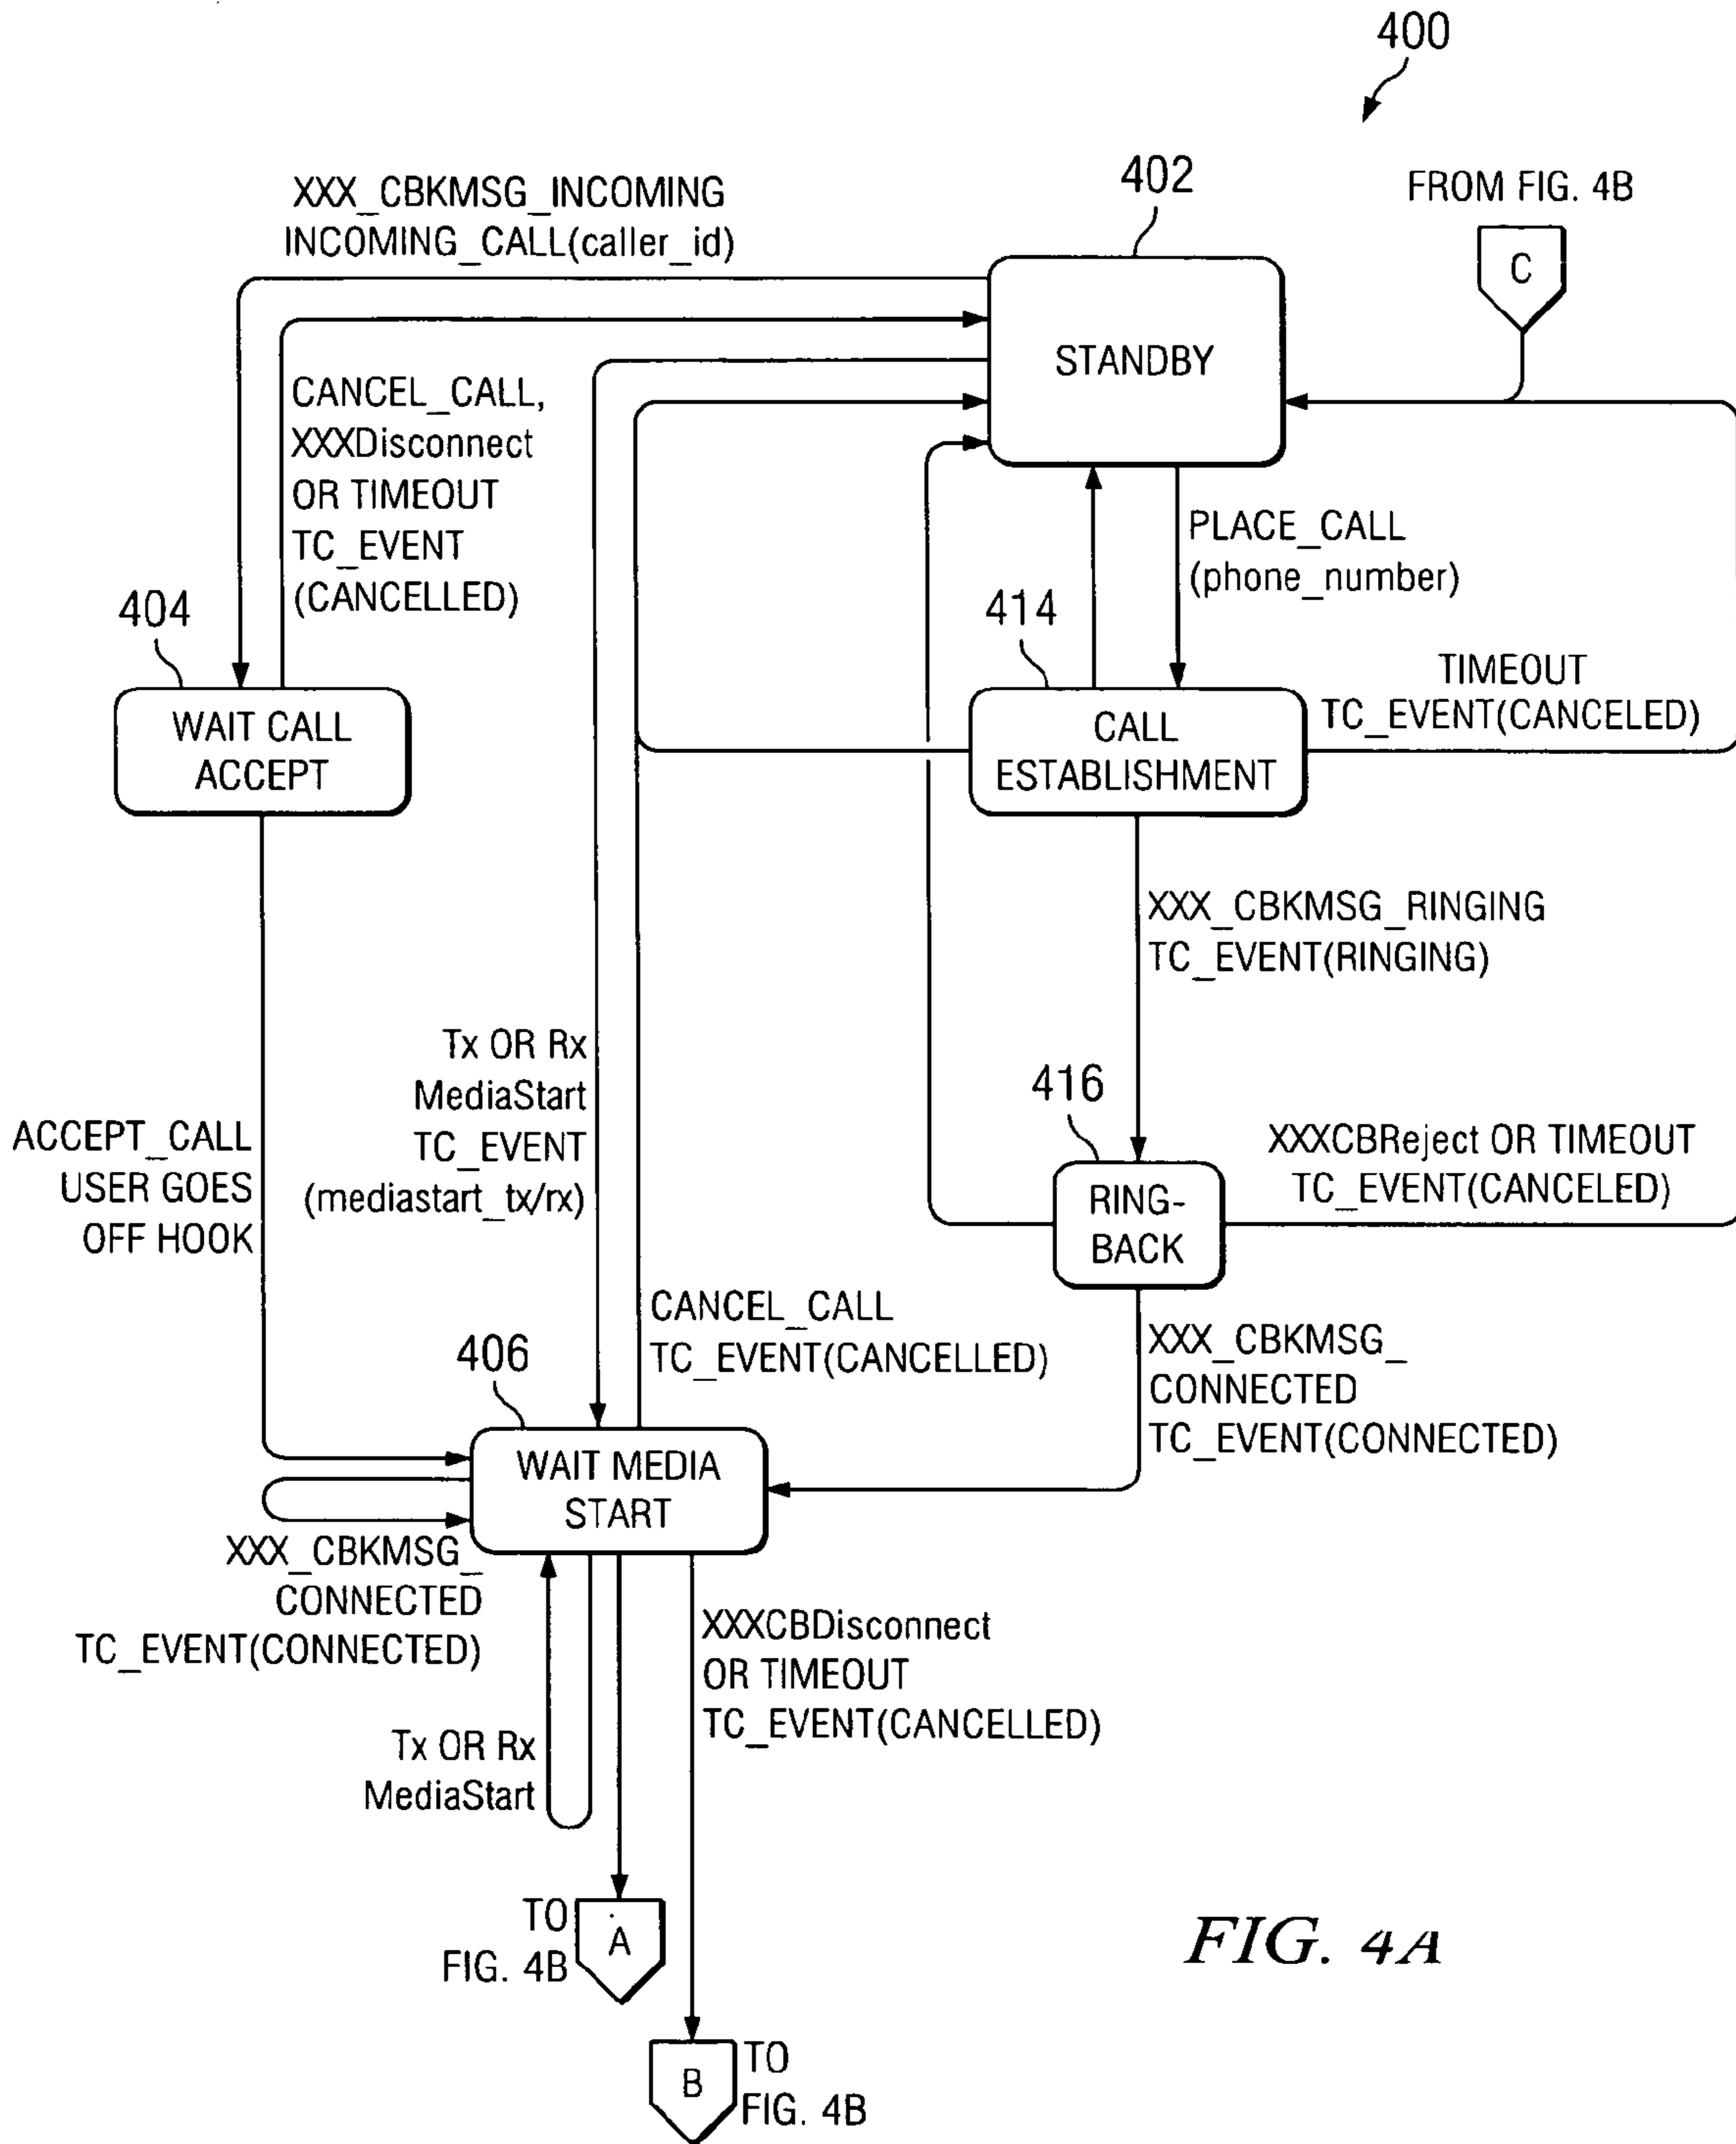 400
402
FROM FIG. 4B
C
XXX_CBKMSG_INCOMING
INCOMING_CALL(caller_id)
STANDBY
CANCEL_CALL,
XXXDisconnect
OR TIMEOUT
TC_EVENT
(CANCELLED)
PLACE_CALL
(phone_number)
404
414
WAIT CALL
ACCEPT
CALL
ESTABLISHMENT
TIMEOUT
TC_EVENT(CANCELED)
XXX_CBKMSG_RINGING
TC_EVENT(RINGING)
Tx OR Rx
MediaStart
TC_EVENT
(mediastart_tx/rx)
ACCEPT_CALL
USER GOES
OFF HOOK
416
RING-
BACK
XXXCBReject OR TIMEOUT
TC_EVENT(CANCELED)
CANCEL_CALL
TC_EVENT(CANCELLED)
XXX_CBKMSG_
CONNECTED
TC_EVENT(CONNECTED)
406
WAIT MEDIA
START
XXX_CBKMSG_
CONNECTED
TC_EVENT(CONNECTED)
XXXCBDisconnect
OR TIMEOUT
TC_EVENT(CANCELLED)
Tx OR Rx
MediaStart
TO
FIG. 4B
A
B
TO
FIG. 4B
FIG. 4A